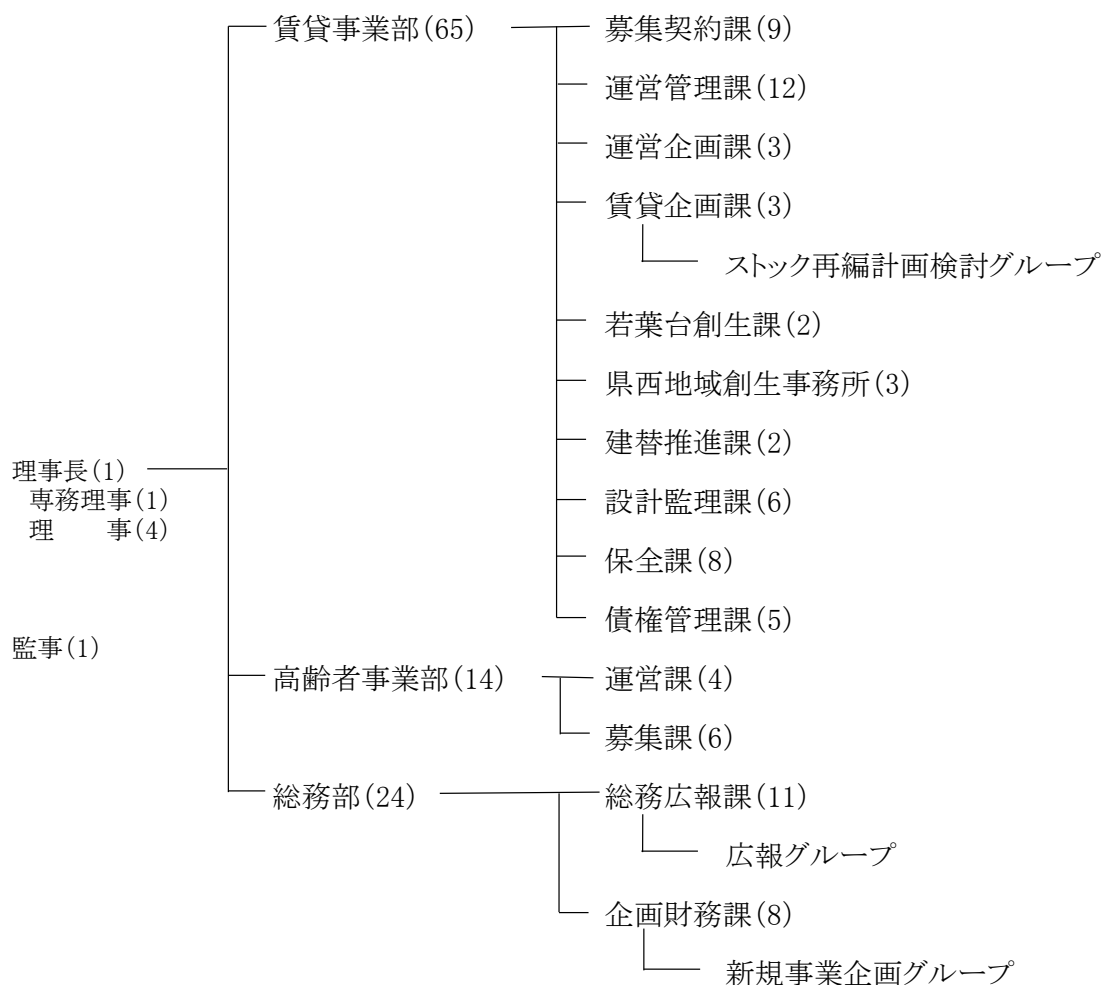 賃貸事業部(65)
募集契約課(9)
運営管理課(12)
運営企画課(3)
賃貸企画課(3)
ストック再編計画検討グループ
若葉台創生課(2)
県西地域創生事務所(3)
建替推進課(2)
設計監理課(6)
保全課(8)
債権管理課(5)
理事長(1)
専務理事(1)
理　　事(4)
監事(1)
高齢者事業部(14)
運営課(4)
募集課(6)
総務部(24)
総務広報課(11)
広報グループ
企画財務課(8)
新規事業企画グループ